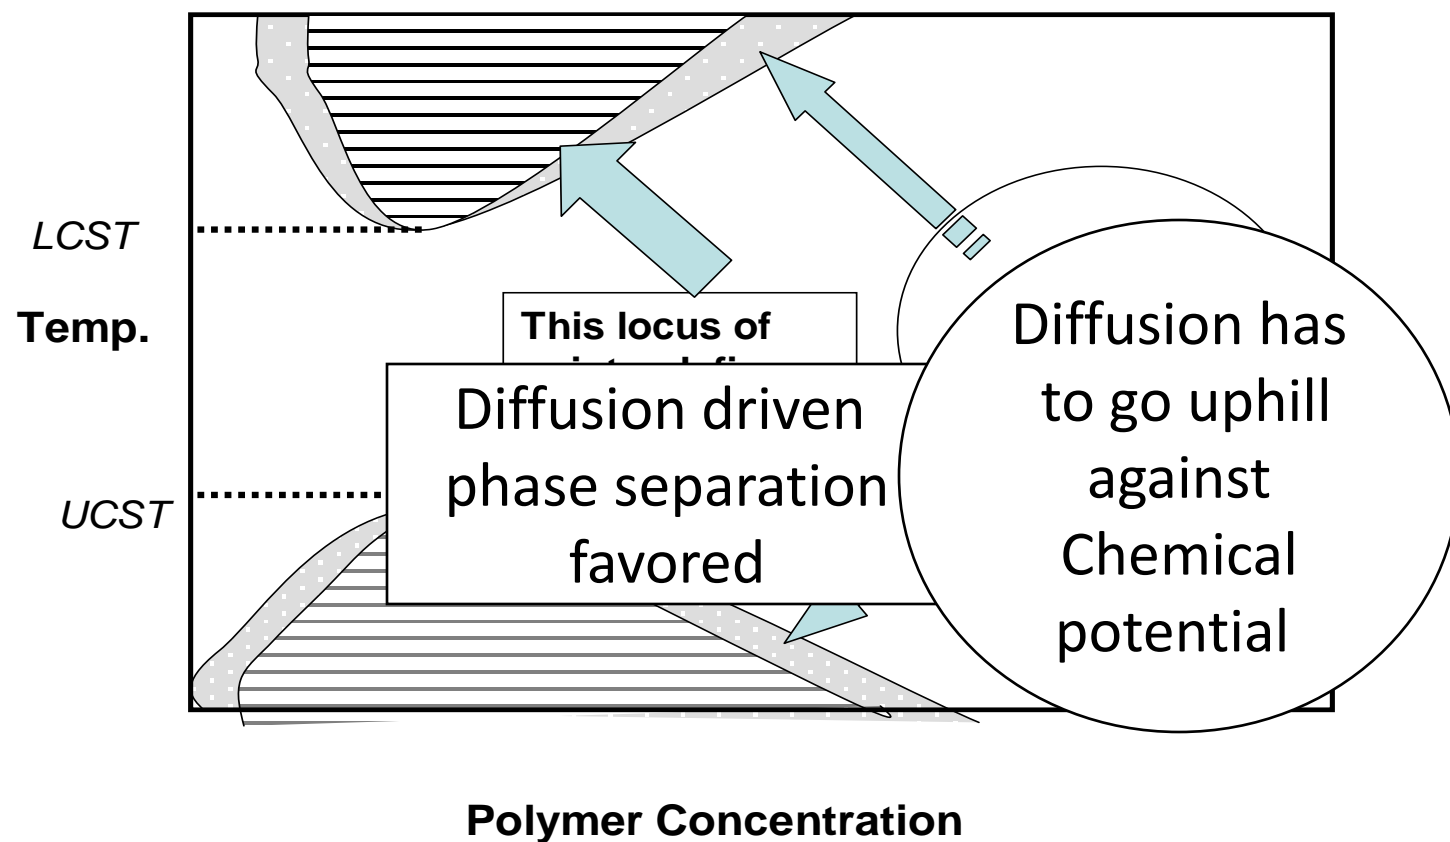 LCST
Temp.
UCST
This locus of
Diffusion driven
phase separation
favored
Diffusion has
to go uphill
against
Chemical
potential
Polymer Concentration